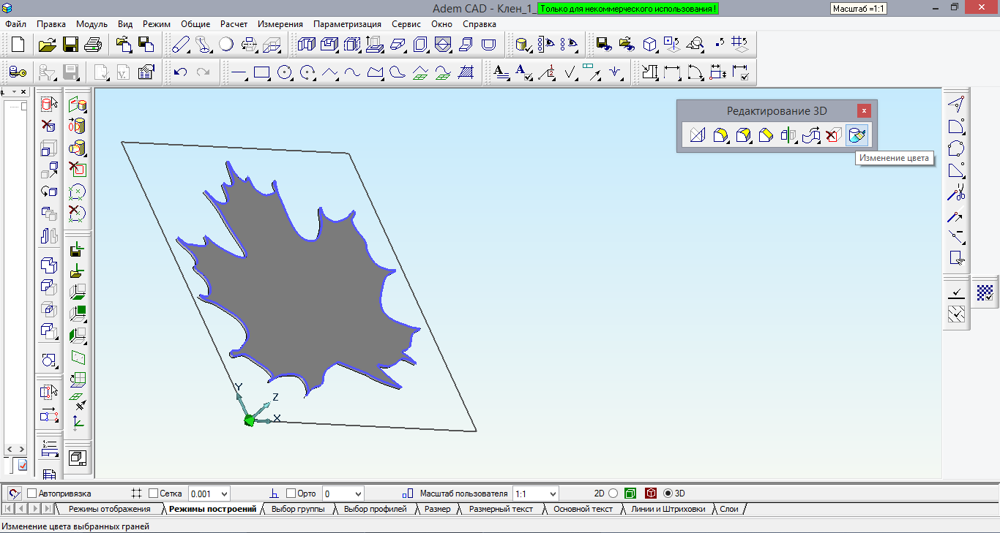 Adem CAD - Клен_1_
Только для некоммерческого использования !
Масштаб =1:1
Файл Правка Модуль Вид Режим Общие Расчет Измерения Параметризация Сервис Окно Справка
Редактирование 3D
Изменение цвета
Y
Z
X
Автопривязка Сетка 0.001 Орто 0 Масштаб пользователя 1:1 2D 3D
Режимы отображения Режимы построений Выбор группы Выбор профилей Размер Размерный текст Основной текст Линии и Штриховки Слои
Изменение цвета выбранных граней